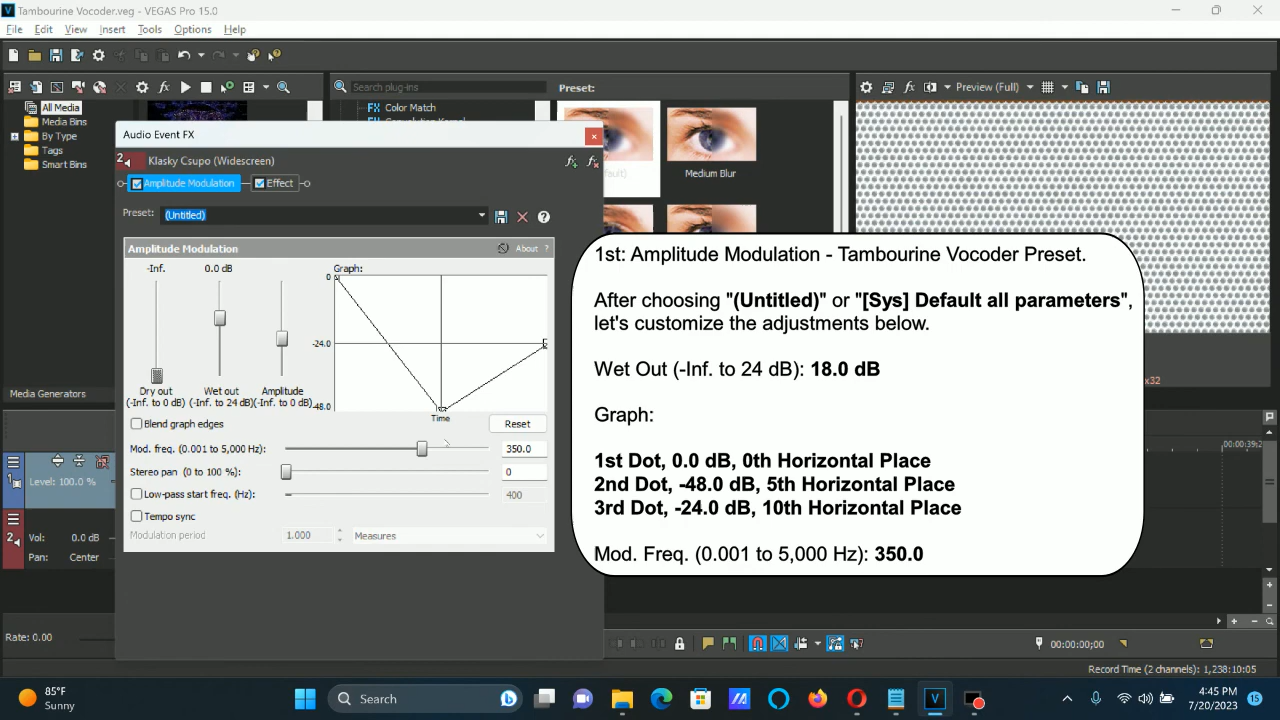 Tambourine Vocoder.veg - VEGAS Pro 15.0
File Edit View Insert Tools Options Help
Search plug-ins
Preset:
Preview (Full)
All Media
Media Bins
By Type
Tags
Smart Bins
Color Match
Medium Blur
Audio Event FX
Klasky Csupo (Widescreen)
Amplitude Modulation
Effect
Preset: (Untitled)
Amplitude Modulation
About ?
-Inf. 0.0 dB
Graph:
0
-24.0
-48.0
Time
Dry out Wet out Amplitude
(-Inf. to 0 dB) (-Inf. to 24 dB) (-Inf. to 0 dB)
Blend graph edges
Reset
Mod. freq. (0.001 to 5,000 Hz): 350.0
Stereo pan (0 to 100 %): 0
Low-pass start freq. (Hz): 400
Tempo sync
Modulation period 1.000 Measures
1st: Amplitude Modulation - Tambourine Vocoder Preset.
After choosing "(Untitled)" or "[Sys] Default all parameters",
let's customize the adjustments below.
Wet Out (-Inf. to 24 dB): 18.0 dB
Graph:
1st Dot, 0.0 dB, 0th Horizontal Place
2nd Dot, -48.0 dB, 5th Horizontal Place
3rd Dot, -24.0 dB, 10th Horizontal Place
Mod. Freq. (0.001 to 5,000 Hz): 350.0
Media Generators
x32
00:00:39;2
Level: 100.0 %
1
2
Vol: 0.0 dB
Pan: Center
Rate: 0.00
00:00:00;00
Record Time (2 channels): 1,238:10:05
85°F
Sunny
Search
4:45 PM
7/20/2023
15